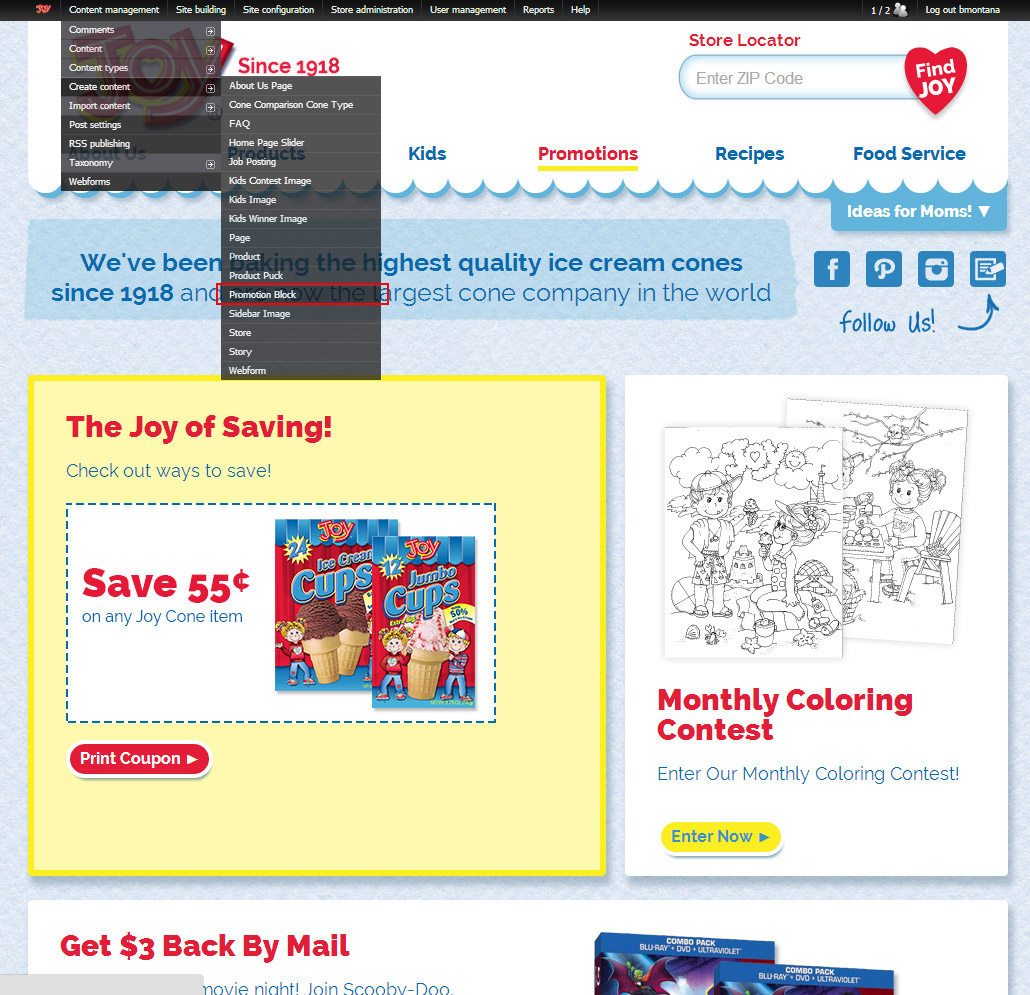 JOY Content management Site building Site configuration Store administration User management Reports Help 1 / 2 Log out bmontana
Comments
Content
Content types
Create content
Import content
Post settings
RSS publishing
Taxonomy
Webforms
About Us Page
Cone Comparison Cone Type
FAQ
Home Page Slider
Job Posting
Kids Contest Image
Kids Image
Kids Winner Image
Page
Product
Product Puck
Promotion Block
Sidebar Image
Store
Story
Webform
JOY
Since 1918
Store Locator
Enter ZIP Code
Find
JOY
About Us Products Kids Promotions Recipes Food Service
Ideas for Moms! ▼
We've been baking the highest quality ice cream cones
since 1918 and are now the largest cone company in the world
follow Us!
The Joy of Saving!
Check out ways to save!
Save 55¢
on any Joy Cone item
JOY
24
Ice Cream
Cups
JOY
12
Jumbo
Cups
50%
Print Coupon ►
Monthly Coloring
Contest
Enter Our Monthly Coloring Contest!
Enter Now ►
Get $3 Back By Mail
movie night! Join Scooby-Doo,
COMBO PACK
BLU-RAY + DVD + ULTRAVIOLET
COMBO PACK
BLU-RAY + DVD + ULTRAVIOLET